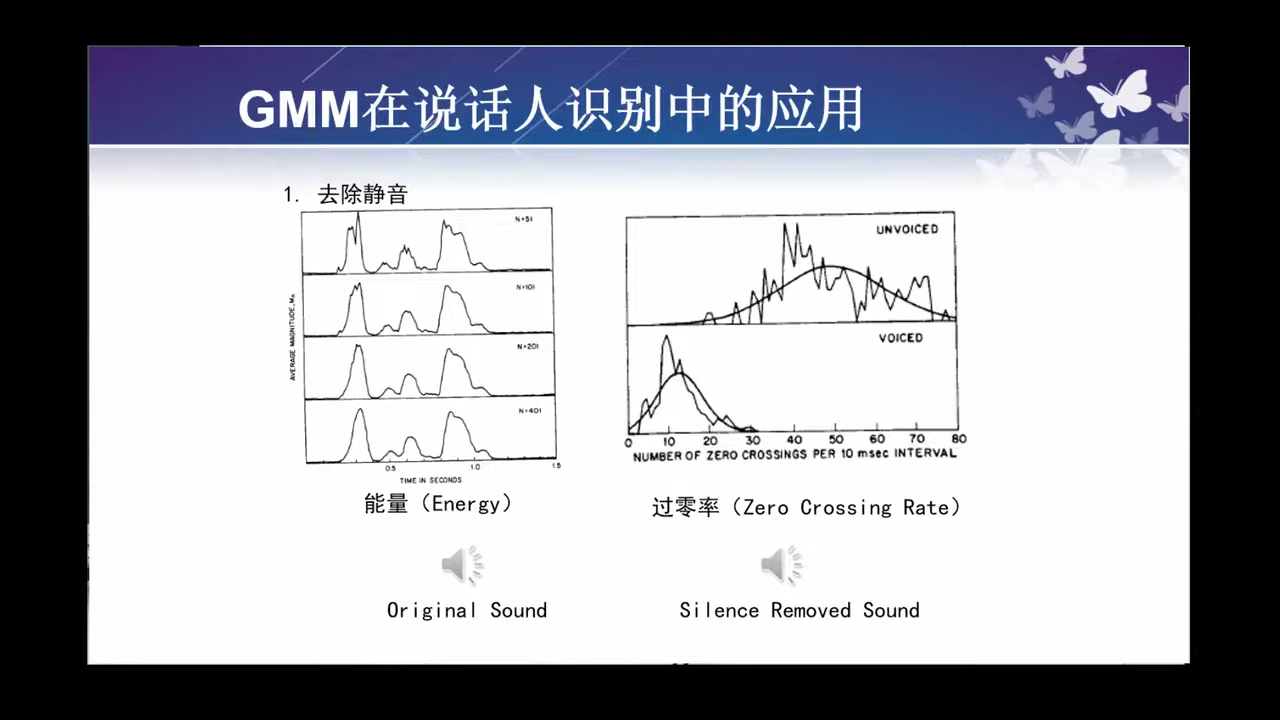 GMM在说话人识别中的应用
1. 去除静音
N=51
N=101
N=201
N=401
AVERAGE MAGNITUDE, Mn
0.5 1.0 1.5
TIME IN SECONDS
能量（Energy）
UNVOICED
VOICED
0 10 20 30 40 50 60 70 80
NUMBER OF ZERO CROSSINGS PER 10 msec INTERVAL
过零率（Zero Crossing Rate）
Original Sound
Silence Removed Sound